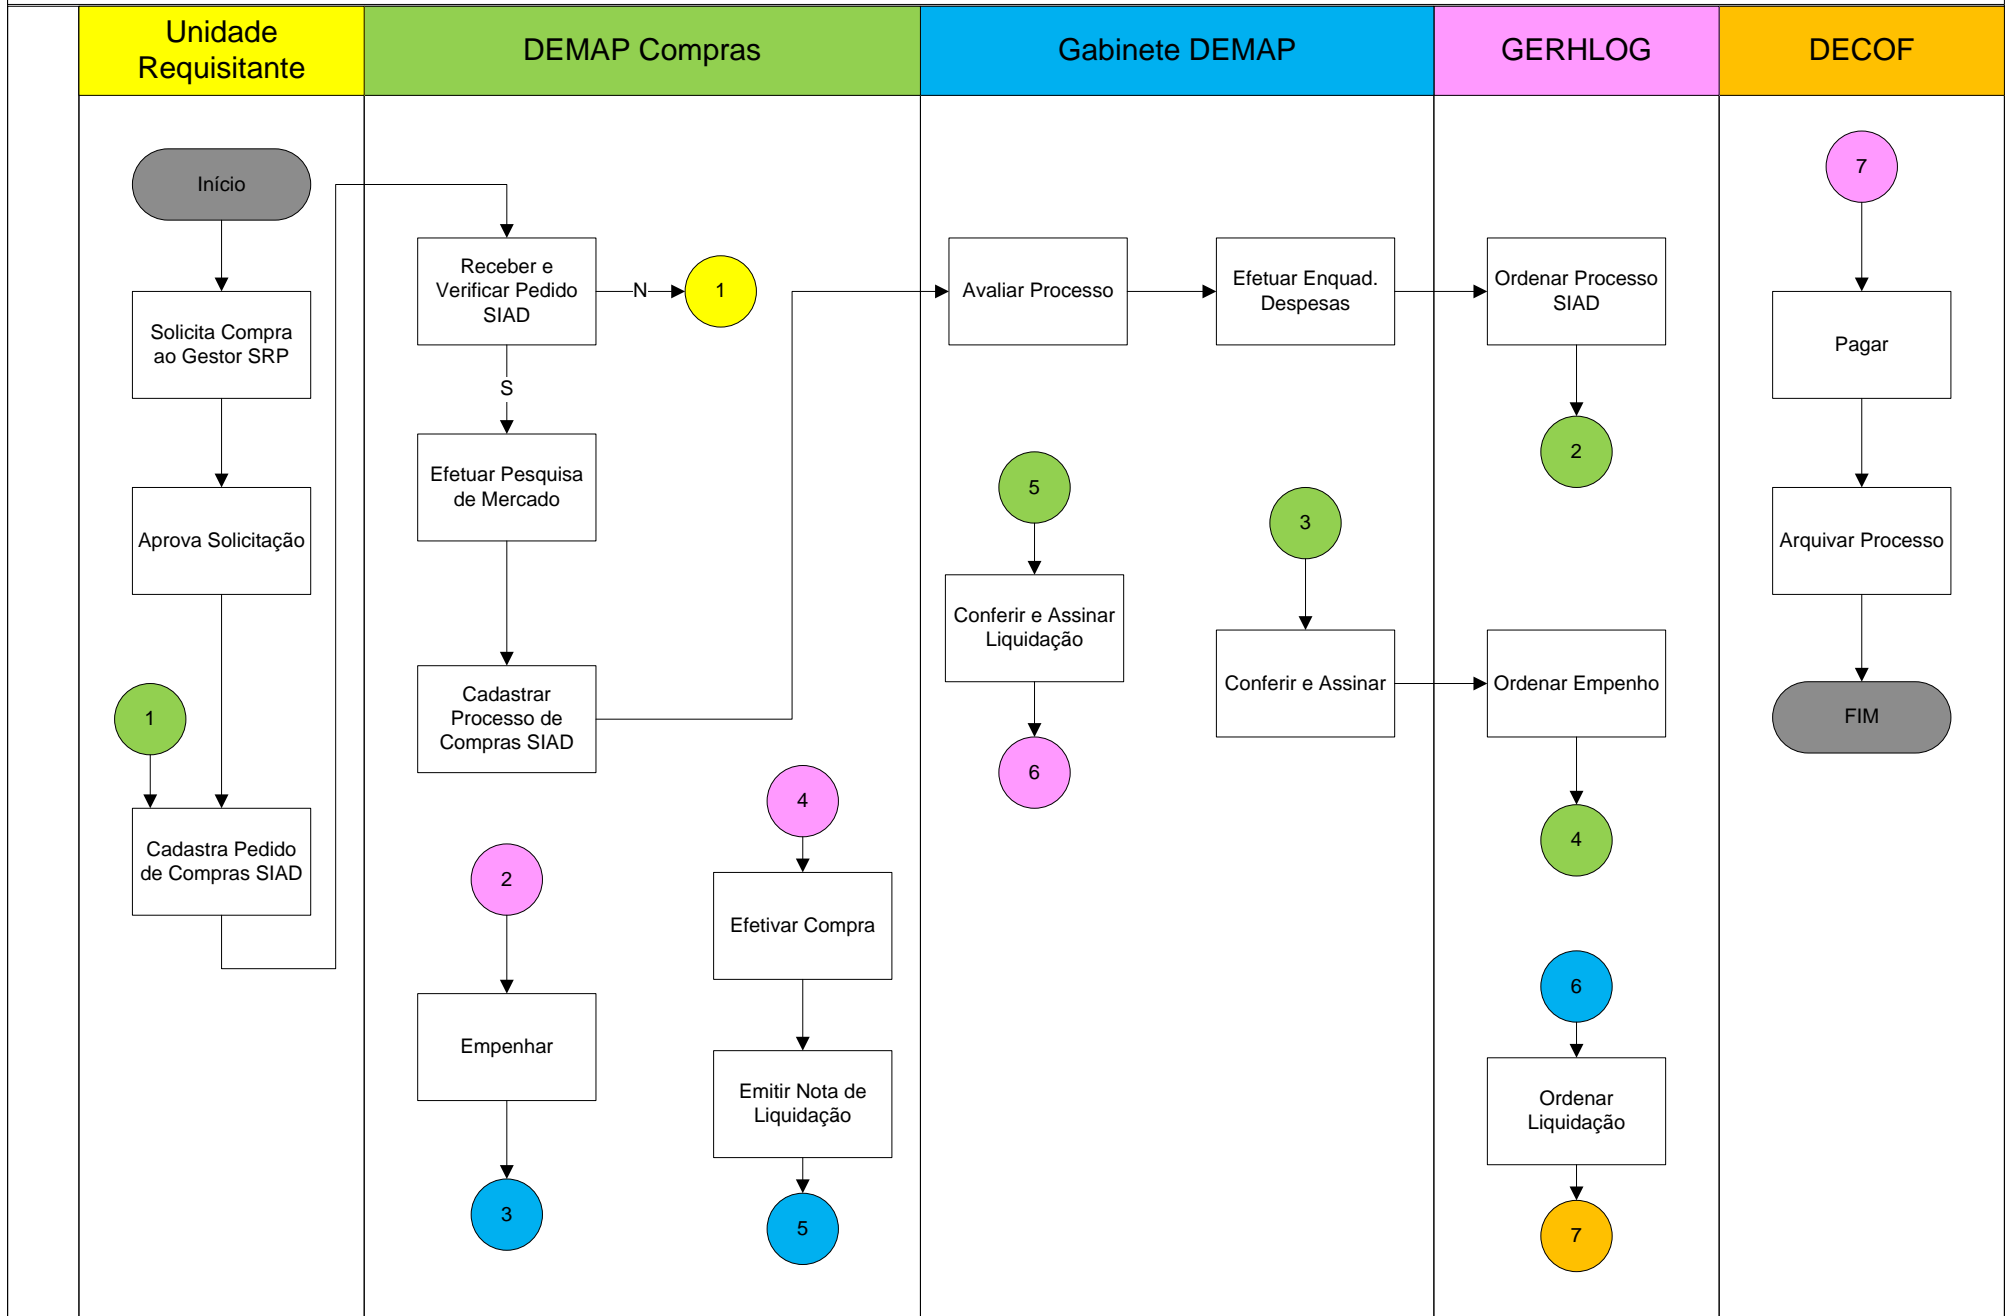 Unidade
Requisitante
DEMAP Compras
Gabinete DEMAP
GERHLOG
DECOF
Início
Solicita Compra
ao Gestor SRP
Aprova Solicitação
1
Cadastra Pedido
de Compras SIAD
Receber e
Verificar Pedido
SIAD
N
1
S
Efetuar Pesquisa
de Mercado
Cadastrar
Processo de
Compras SIAD
2
Empenhar
3
4
Efetivar Compra
Emitir Nota de
Liquidação
5
Avaliar Processo
Efetuar Enquad.
Despesas
5
Conferir e Assinar
Liquidação
6
3
Conferir e Assinar
Ordenar Processo
SIAD
2
Ordenar Empenho
4
6
Ordenar
Liquidação
7
7
Pagar
Arquivar Processo
FIM